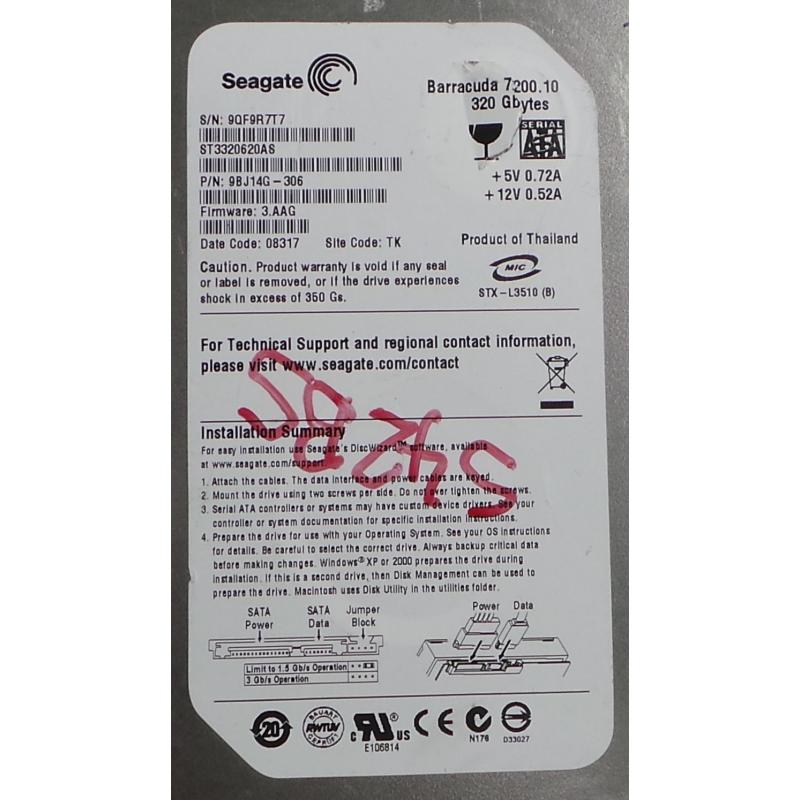 Seagate
Barracuda 7200.10
320 Gbytes
S/N: 9QF9R7T7
ST3320620AS
SERIAL
ATA
P/N: 9BJ14G-306
+5V 0.72A
+12V 0.52A
Firmware: 3.AAG
Date Code: 08317 Site Code: TK
Product of Thailand
Caution. Product warranty is void if any seal
or label is removed, or if the drive experiences
shock in excess of 350 Gs.
MIC
STX-L3510 (B)
For Technical Support and regional contact information,
please visit www.seagate.com/contact
Installation Summary
For easy installation use Seagate's DiscWizard™ software, available
at www.seagate.com/support.
1. Attach the cables. The data interface and power cables are keyed.
2. Mount the drive using two screws per side. Do not over tighten the screws.
3. Serial ATA controllers or systems may have custom device drivers. See your
controller or system documentation for specific installation instructions.
4. Prepare the drive for use with your Operating System. See your OS instructions
for details. Be careful to select the correct drive. Always backup critical data
before making changes. Windows® XP or 2000 prepares the drive during
installation. If this is a second drive, then Disk Management can be used to
prepare the drive. Macintosh uses Disk Utility in the utilities folder.
SATA Power
SATA Data
Jumper Block
Power Data
Limit to 1.5 Gb/s Operation
3 Gb/s Operation
20
BAUART
RWTÜV
GEPRÜFT
c RU® US
E106814
CE
N176
D33027